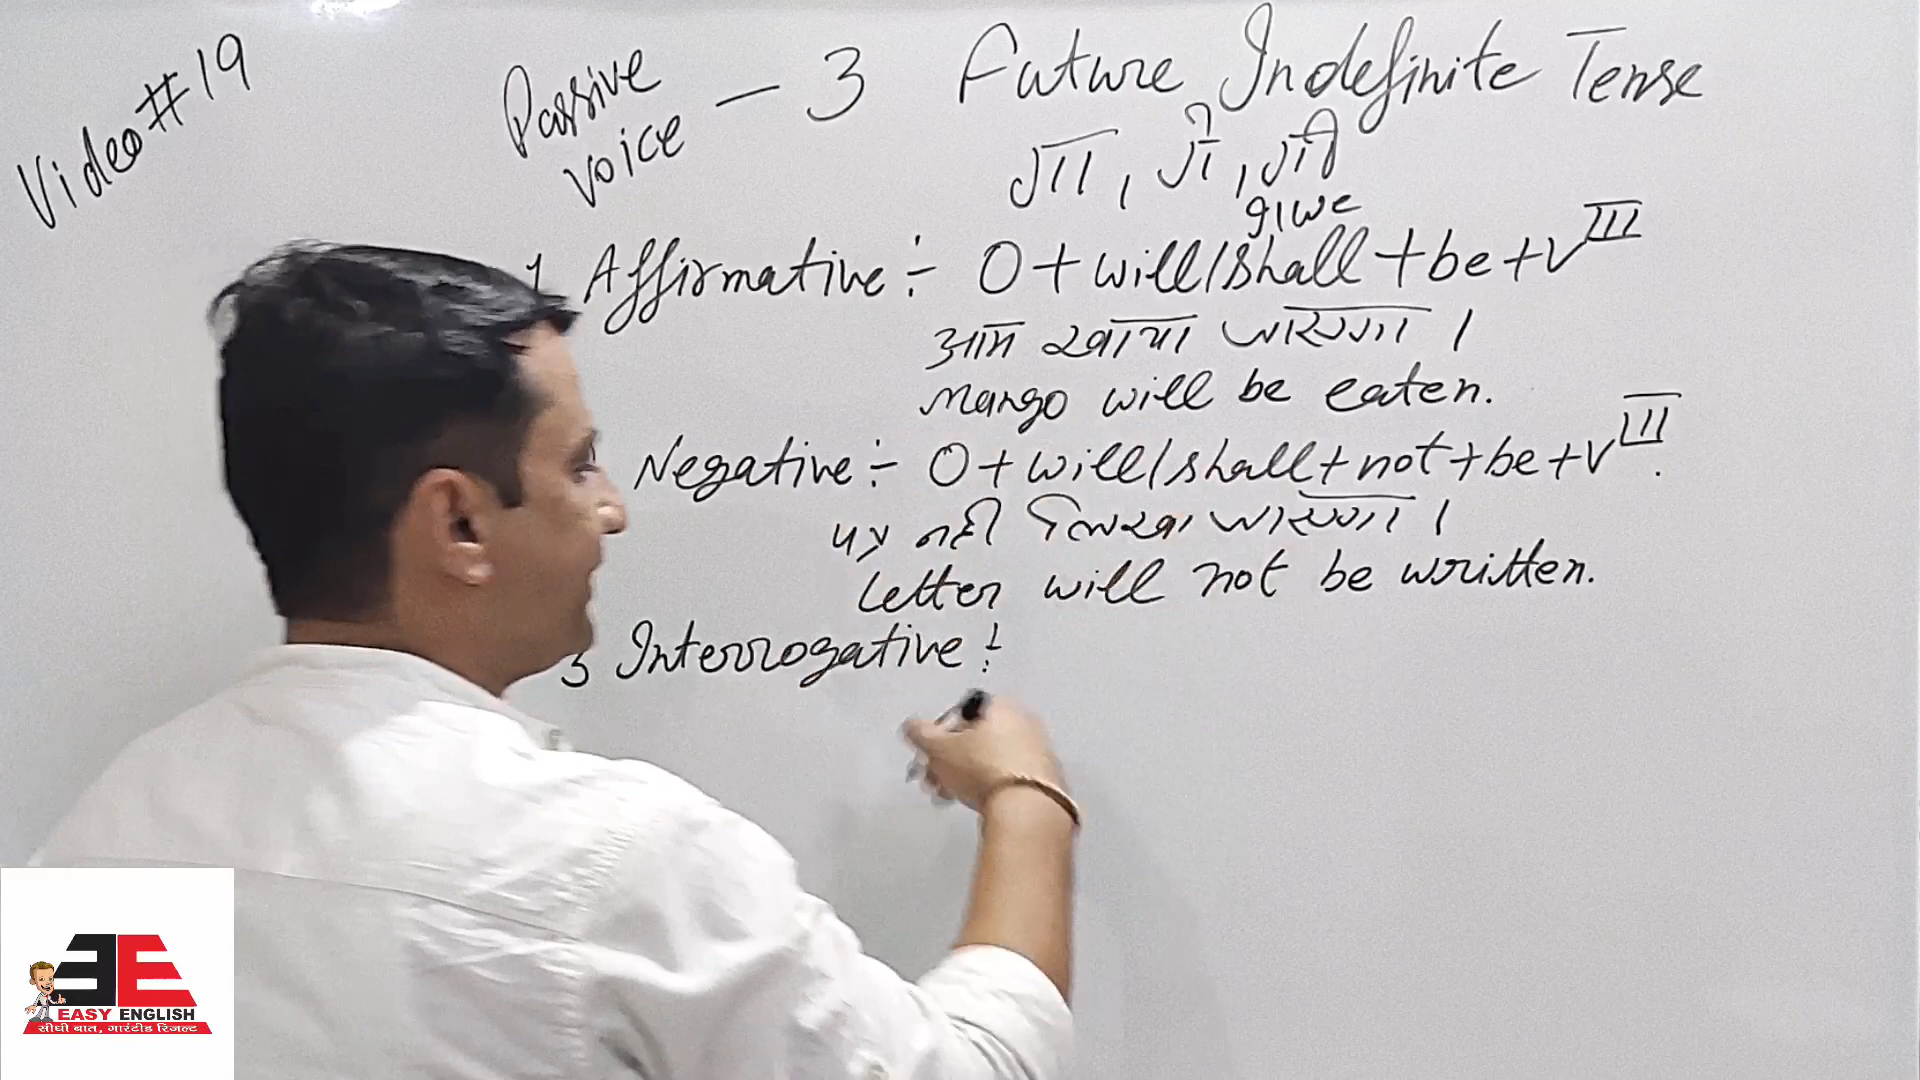 Video#19
Passive voice - 3 Future Indefinite Tense
गा, गे, गी
I/we
1 Affirmative :- O+will/shall+be+V III
आम खाया जाएगा ।
Mango will be eaten.
Negative :- O+will/shall+not+be+V III.
पत्र नहीं लिखा जाएगा ।
Letter will not be written.
3 Interrogative :-
EASY ENGLISH
सीधी बात, गारंटीड रिजल्ट